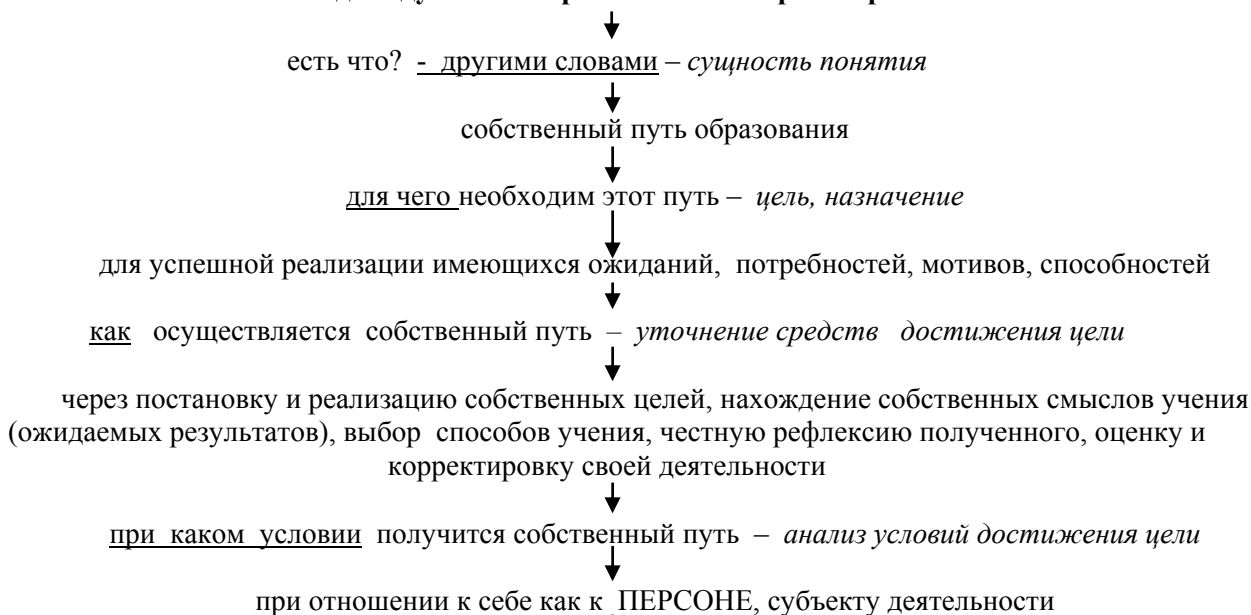 есть что? - другими словами – сущность понятия
собственный путь образования
для чего необходим этот путь – цель, назначение
для успешной реализации имеющихся ожиданий, потребностей, мотивов, способностей
как осуществляется собственный путь – уточнение средств достижения цели
через постановку и реализацию собственных целей, нахождение собственных смыслов учения
(ожидаемых результатов), выбор способов учения, честную рефлексию полученного, оценку и
корректировку своей деятельности
при каком условии получится собственный путь – анализ условий достижения цели
при отношении к себе как к ПЕРСОНЕ, субъекту деятельности